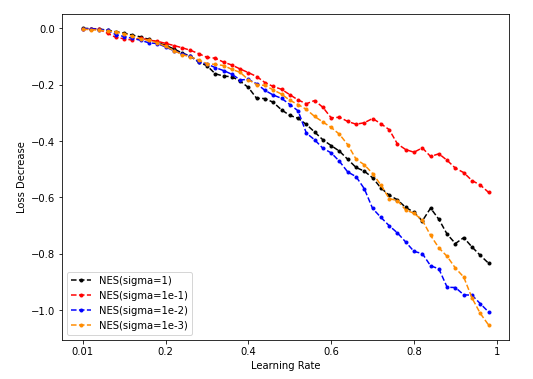 0.0
−0.2
−0.4
−0.6
−0.8
−1.0
Loss Decrease
NES(sigma=1)
NES(sigma=1e-1)
NES(sigma=1e-2)
NES(sigma=1e-3)
0.01 0.2 0.4 0.6 0.8 1
Learning Rate